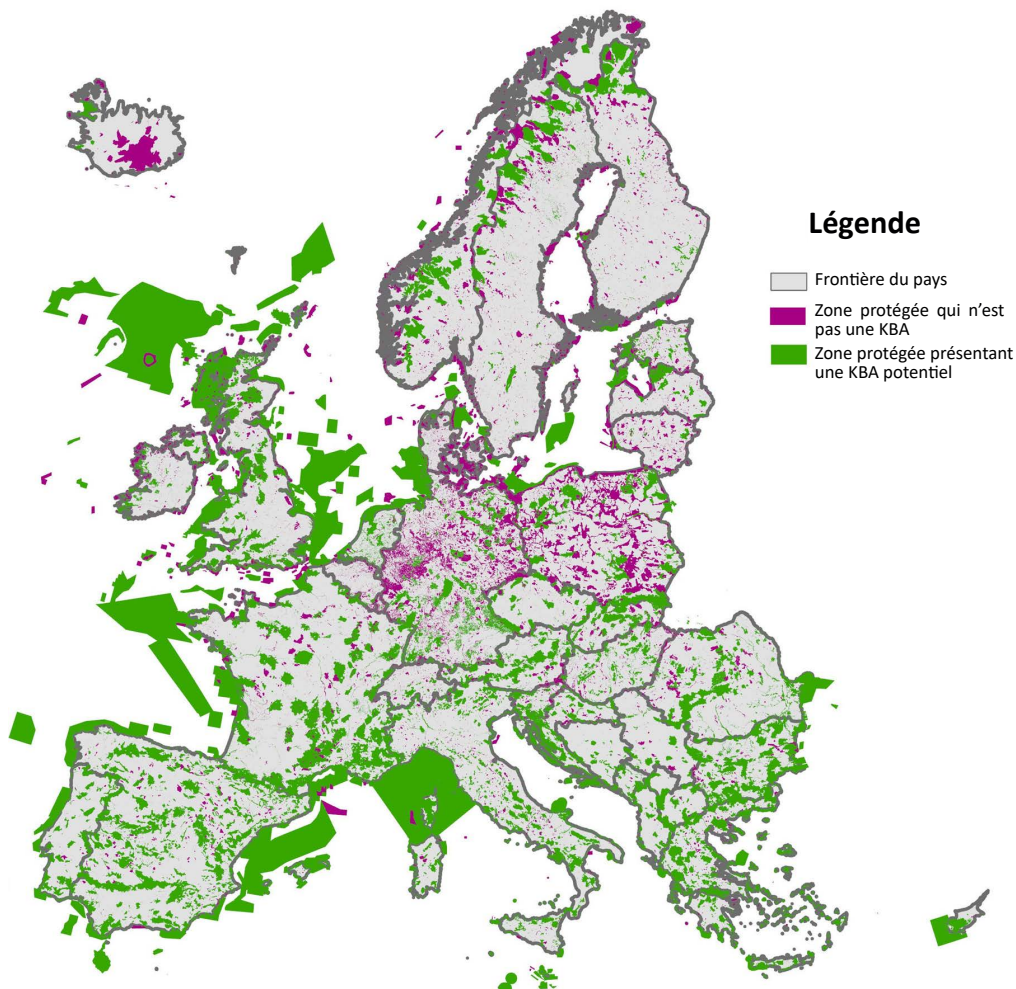 Légende
Frontière du pays
Zone protégée qui n'est
pas une KBA
Zone protégée présentant
une KBA potentiel